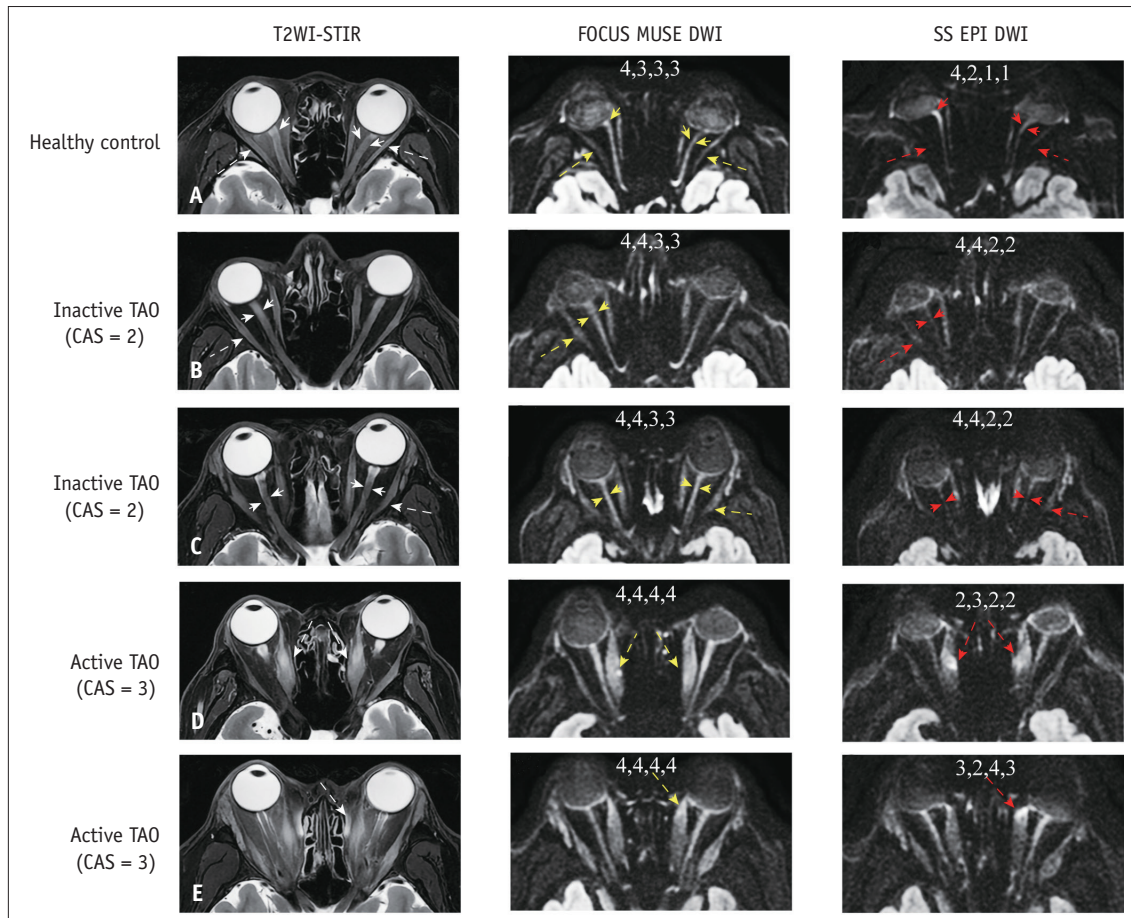 T2WI-STIR FOCUS MUSE DWI SS EPI DWI
Healthy control
A
4,3,3,3
4,2,1,1
Inactive TAO
(CAS = 2)
B
4,4,3,3
4,4,2,2
Inactive TAO
(CAS = 2)
C
4,4,3,3
4,4,2,2
Active TAO
(CAS = 3)
D
4,4,4,4
2,3,2,2
Active TAO
(CAS = 3)
E
4,4,4,4
3,2,4,3